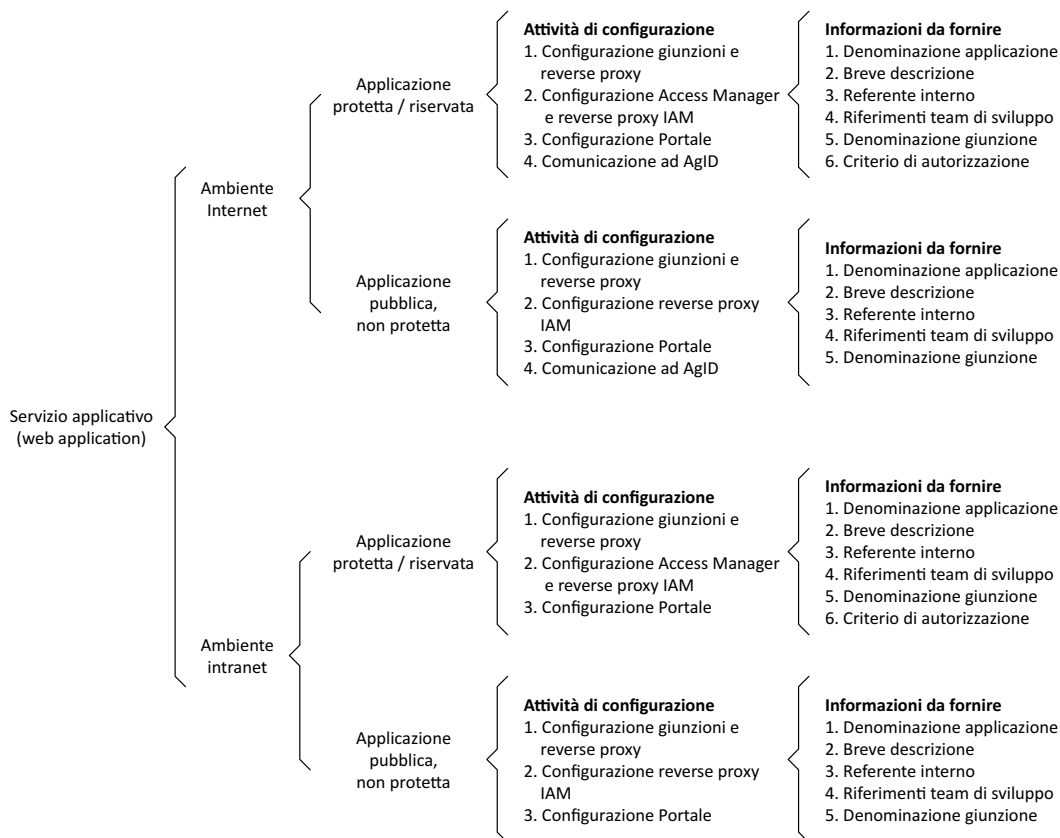 Servizio applicativo
(web application)
Ambiente
Internet
Applicazione
protetta / riservata
Attività di configurazione
1. Configurazione giunzioni e
reverse proxy
2. Configurazione Access Manager
e reverse proxy IAM
3. Configurazione Portale
4. Comunicazione ad AgID
Informazioni da fornire
1. Denominazione applicazione
2. Breve descrizione
3. Referente interno
4. Riferimenti team di sviluppo
5. Denominazione giunzione
6. Criterio di autorizzazione
Applicazione
pubblica,
non protetta
Attività di configurazione
1. Configurazione giunzioni e
reverse proxy
2. Configurazione reverse proxy
IAM
3. Configurazione Portale
4. Comunicazione ad AgID
Informazioni da fornire
1. Denominazione applicazione
2. Breve descrizione
3. Referente interno
4. Riferimenti team di sviluppo
5. Denominazione giunzione
Ambiente
intranet
Applicazione
protetta / riservata
Attività di configurazione
1. Configurazione giunzioni e
reverse proxy
2. Configurazione Access Manager
e reverse proxy IAM
3. Configurazione Portale
Informazioni da fornire
1. Denominazione applicazione
2. Breve descrizione
3. Referente interno
4. Riferimenti team di sviluppo
5. Denominazione giunzione
6. Criterio di autorizzazione
Applicazione
pubblica,
non protetta
Attività di configurazione
1. Configurazione giunzioni e
reverse proxy
2. Configurazione reverse proxy
IAM
3. Configurazione Portale
Informazioni da fornire
1. Denominazione applicazione
2. Breve descrizione
3. Referente interno
4. Riferimenti team di sviluppo
5. Denominazione giunzione